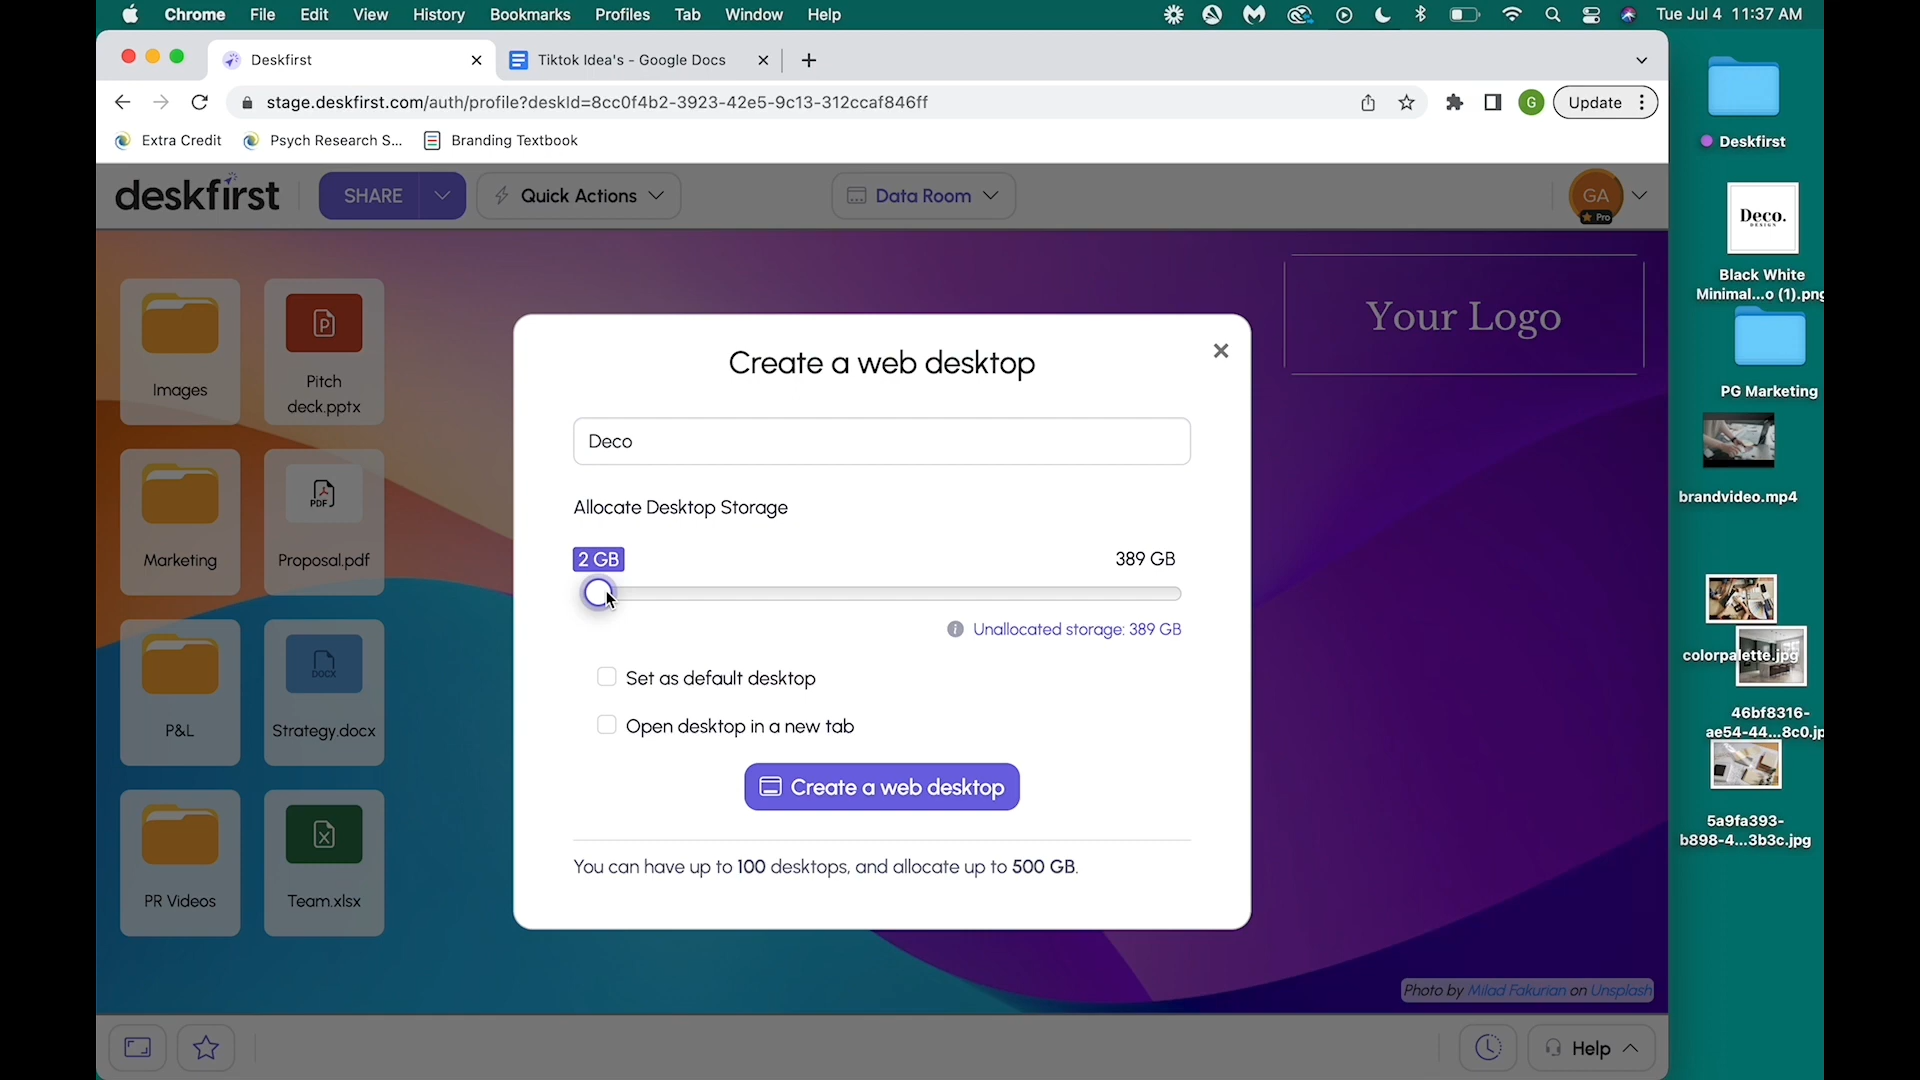 Chrome File Edit View History Bookmarks Profiles Tab Window Help Tue Jul 4 11:37 AM
Deskfirst Tiktok Idea's - Google Docs
stage.deskfirst.com/auth/profile?deskId=8cc0f4b2-3923-42e5-9c13-312ccaf846ff G Update
Extra Credit Psych Research S... Branding Textbook
deskfirst SHARE Quick Actions Data Room GA
Pro
Your Logo
Images
Pitch
deck.pptx
Marketing
PDF
Proposal.pdf
P&L
DOCX
Strategy.docx
PR Videos
Team.xlsx
Create a web desktop
Deco
Allocate Desktop Storage
2 GB 389 GB
Unallocated storage: 389 GB
Set as default desktop
Open desktop in a new tab
Create a web desktop
You can have up to 100 desktops, and allocate up to 500 GB.
Photo by Milad Fakurian on Unsplash
Help
Deskfirst
Deco.
DESIGN
Black White
Minimal...o (1).png
PG Marketing
brandvideo.mp4
colorpalette.jpg
46bf8316-
ae54-44...8c0.jp
5a9fa393-
b898-4...3b3c.jpg